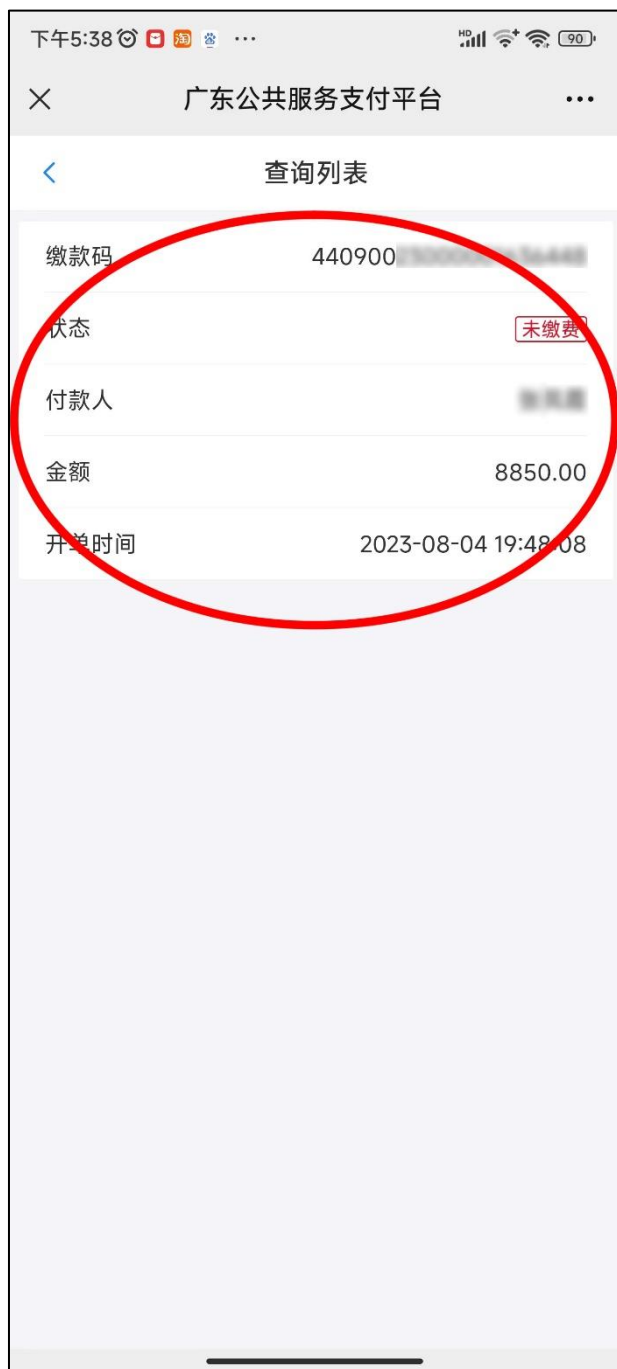 下午5:38
HD
90
广东公共服务支付平台
查询列表
缴款码 440900
状态 未缴费
付款人
金额 8850.00
开单时间 2023-08-04 19:48:08